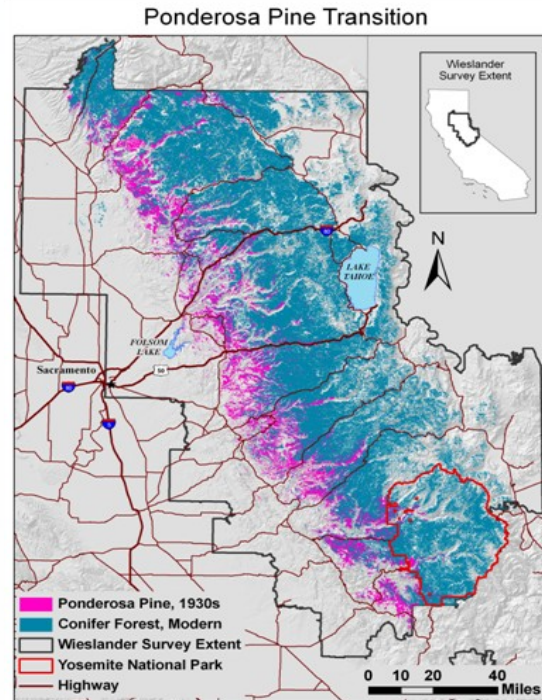 Ponderosa Pine Transition
Wieslander
Survey Extent
N
LAKE
TAHOE
FOLSOM
LAKE
Sacramento
50
Ponderosa Pine, 1930s
Conifer Forest, Modern
Wieslander Survey Extent
Yosemite National Park
Highway
0 10 20 40
Miles